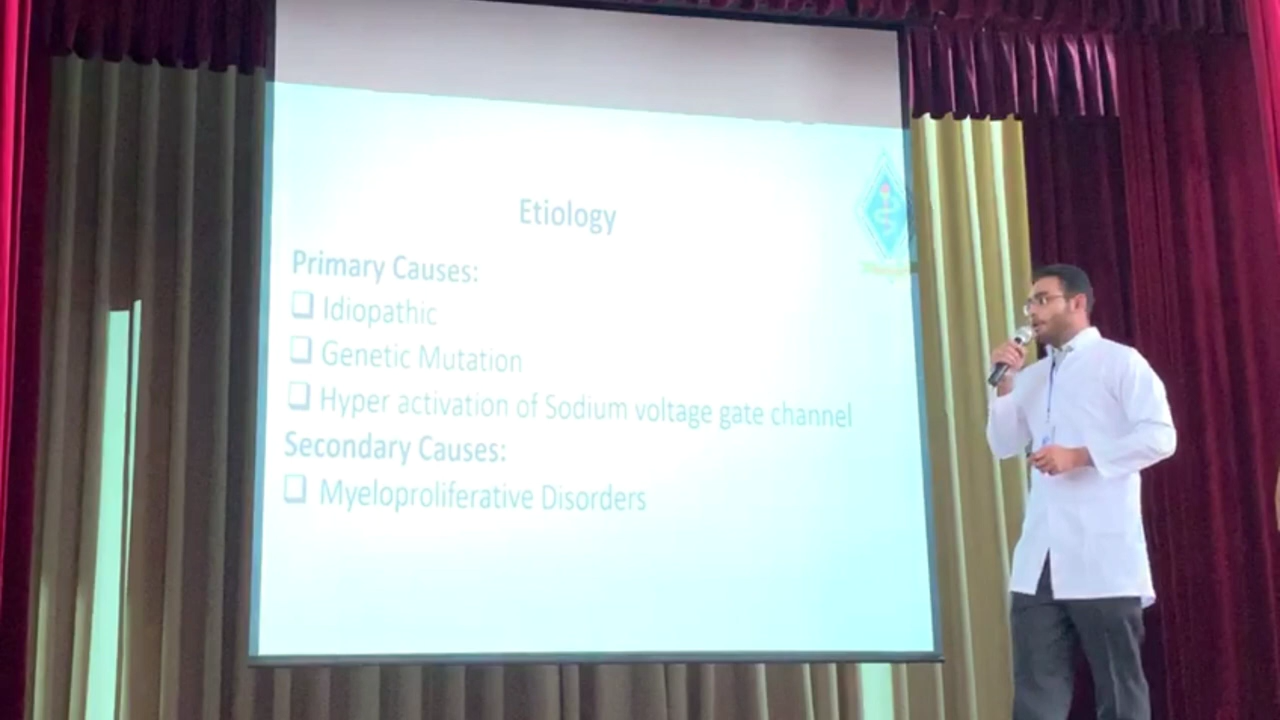 Etiology
Primary Causes:
Idiopathic
Genetic Mutation
Hyper activation of Sodium voltage gate channel
Secondary Causes:
Myeloproliferative Disorders